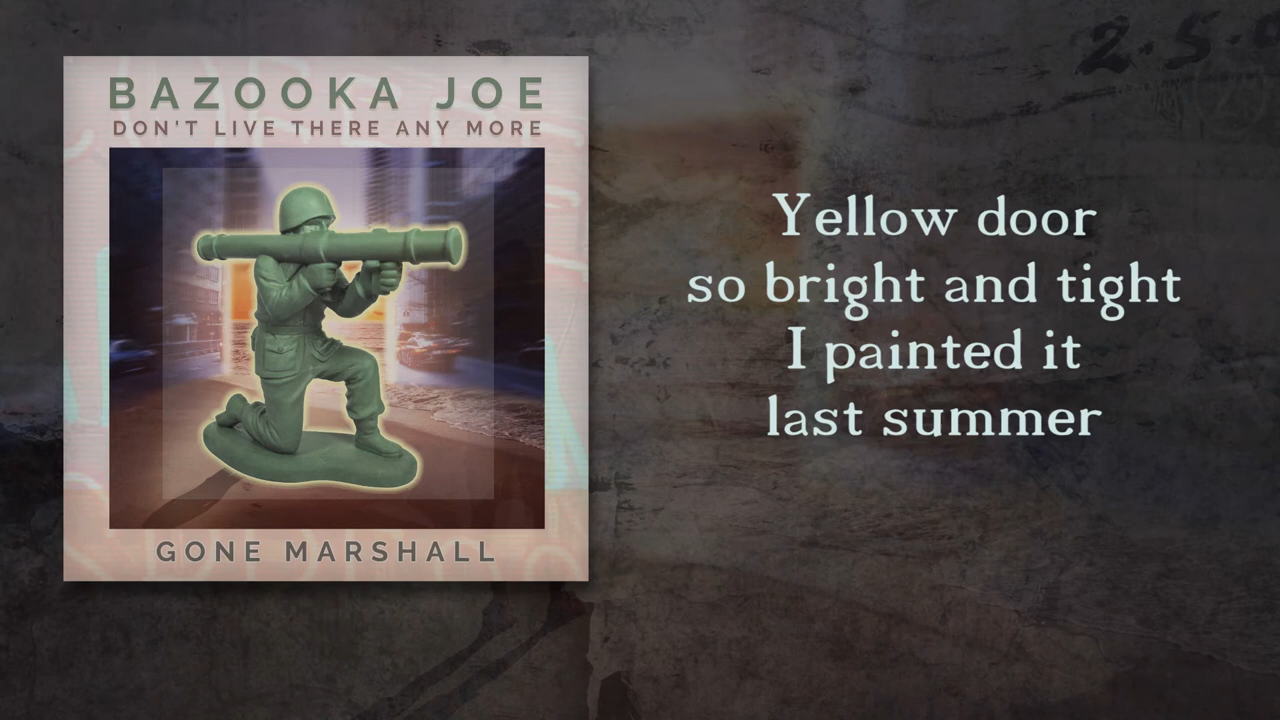 BAZOOKA JOE
DON'T LIVE THERE ANY MORE
GONE MARSHALL
Yellow door
so bright and tight
I painted it
last summer